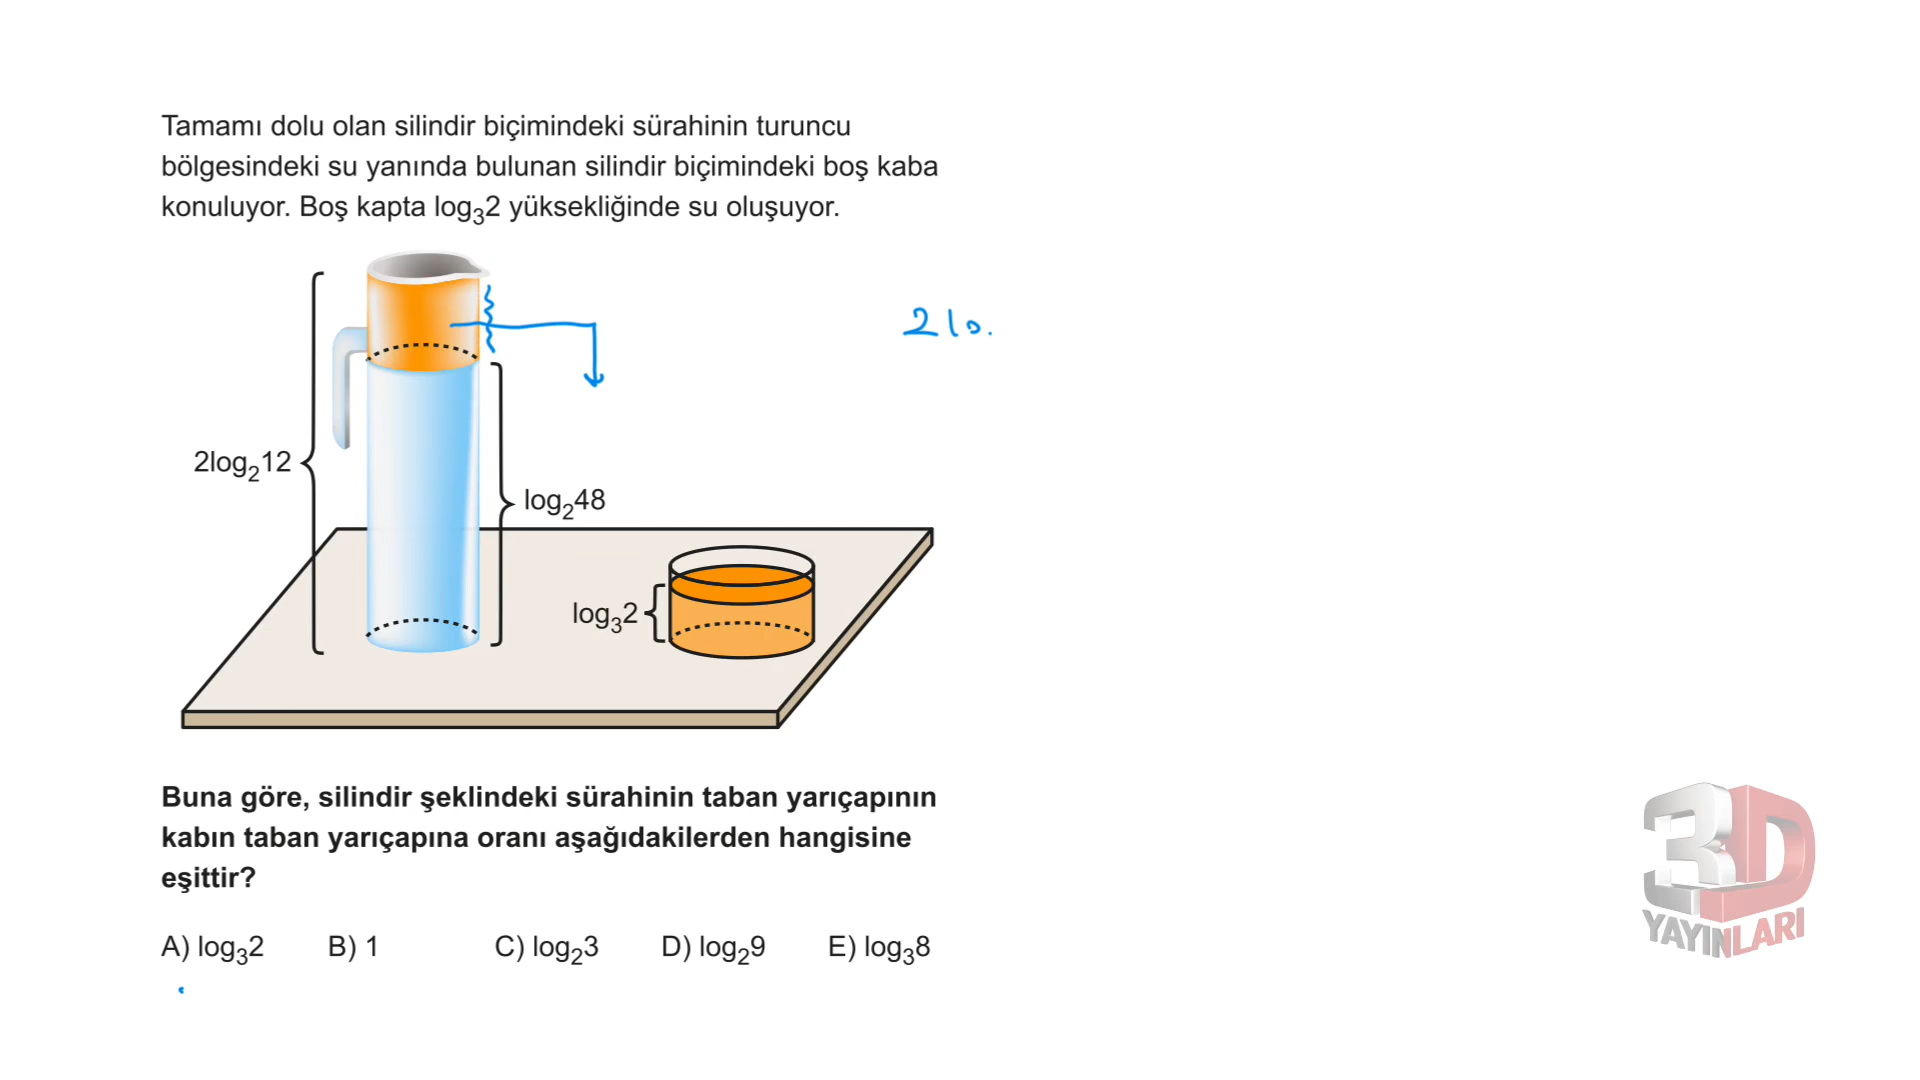 Tamamı dolu olan silindir biçimindeki sürahinin turuncu
bölgesindeki su yanında bulunan silindir biçimindeki boş kaba
konuluyor. Boş kapta log₃2 yüksekliğinde su oluşuyor.
2lo.
2log₂12
log₂48
log₃2
Buna göre, silindir şeklindeki sürahinin taban yarıçapının
kabın taban yarıçapına oranı aşağıdakilerden hangisine
eşittir?
A) log₃2 B) 1 C) log₂3 D) log₂9 E) log₃8
3D
YAYINLARI